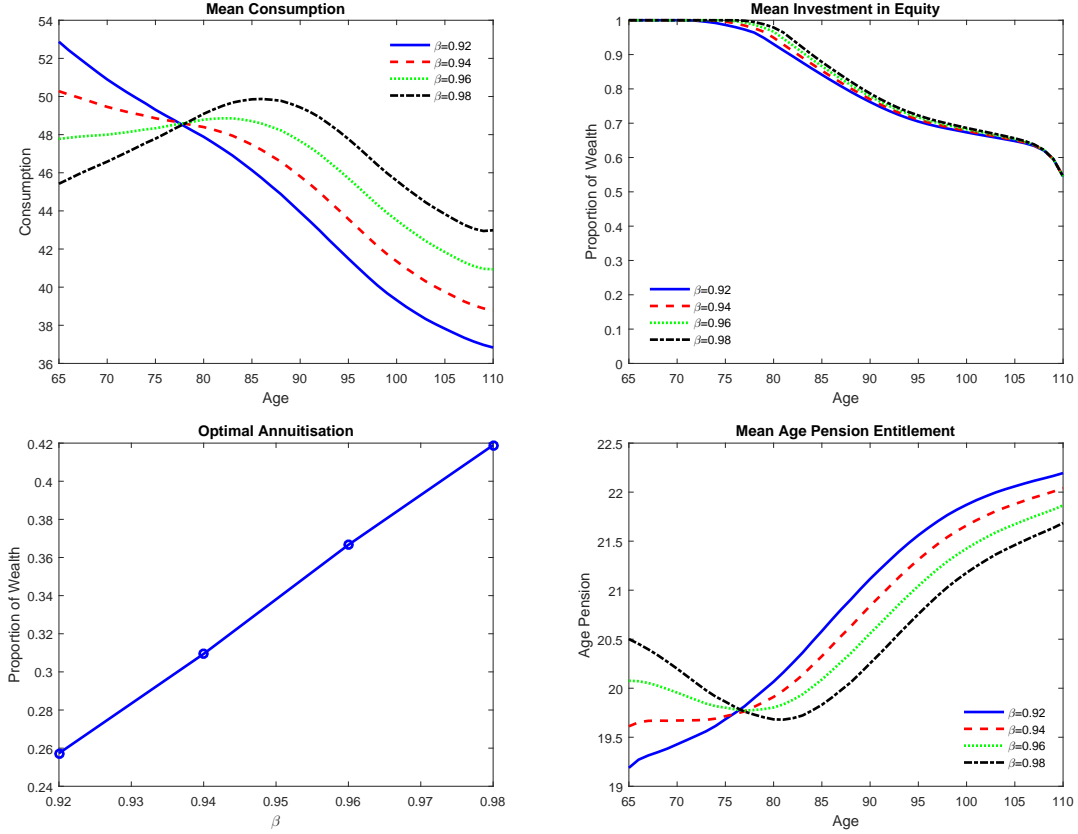 Mean Consumption
54
52
50
48
46
44
42
40
38
36
65 70 75 80 85 90 95 100 105 110
Consumption
Age
β=0.92
β=0.94
β=0.96
β=0.98
Mean Investment in Equity
1
0.9
0.8
0.7
0.6
0.5
0.4
0.3
0.2
0.1
0
65 70 75 80 85 90 95 100 105 110
Proportion of Wealth
Age
β=0.92
β=0.94
β=0.96
β=0.98
Optimal Annuitisation
0.42
0.4
0.38
0.36
0.34
0.32
0.3
0.28
0.26
0.24
0.92 0.93 0.94 0.95 0.96 0.97 0.98
Proportion of Wealth
β
Mean Age Pension Entitlement
22.5
22
21.5
21
20.5
20
19.5
19
65 70 75 80 85 90 95 100 105 110
Age Pension
Age
β=0.92
β=0.94
β=0.96
β=0.98